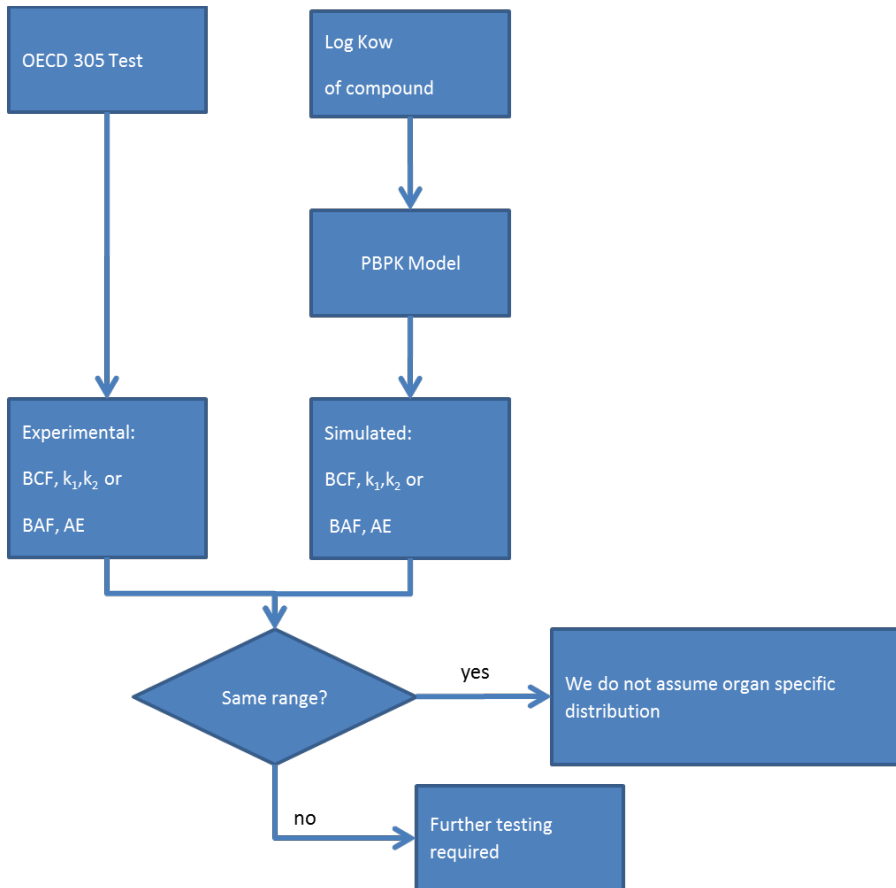 OECD 305 Test
Log Kow
of compound
PBPK Model
Experimental:
BCF, k₁,k₂ or
BAF, AE
Simulated:
BCF, k₁,k₂ or
BAF, AE
Same range?
yes
We do not assume organ specific
distribution
no
Further testing
required